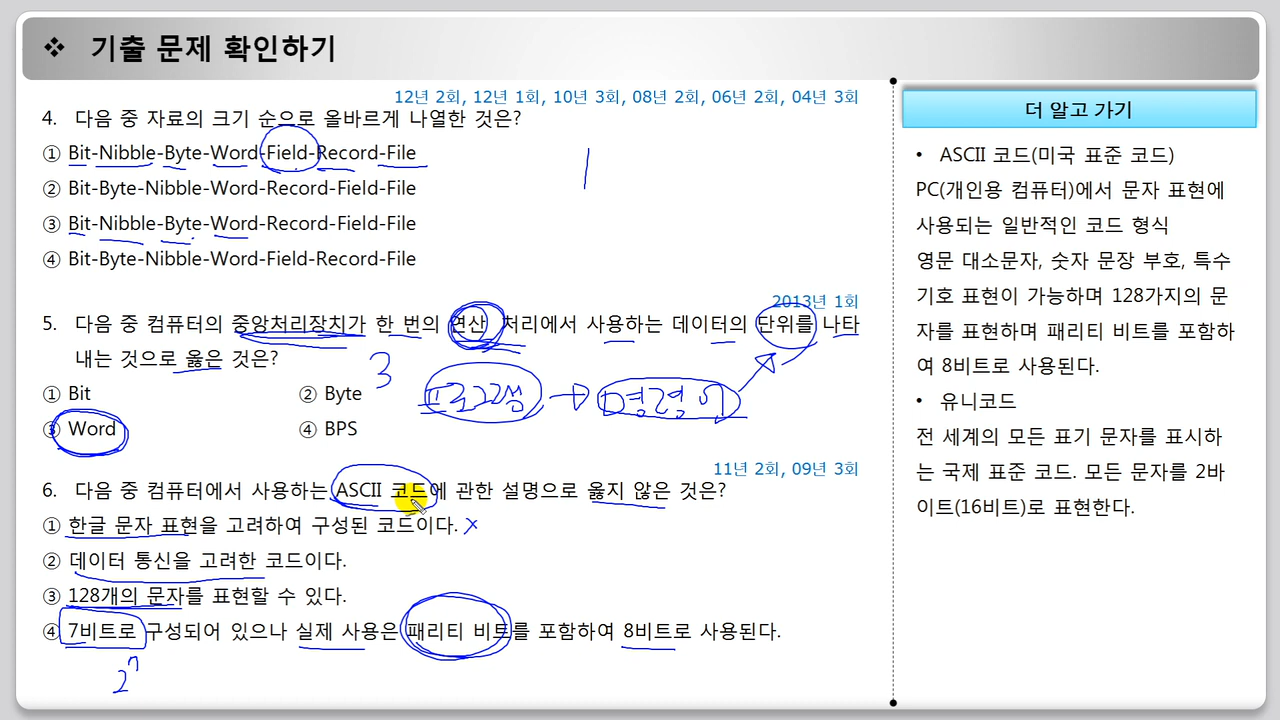 ❖ 기출 문제 확인하기
12년 2회, 12년 1회, 10년 3회, 08년 2회, 06년 2회, 04년 3회
4. 다음 중 자료의 크기 순으로 올바르게 나열한 것은?
① Bit-Nibble-Byte-Word-Field-Record-File
1
② Bit-Byte-Nibble-Word-Record-Field-File
③ Bit-Nibble-Byte-Word-Record-Field-File
④ Bit-Byte-Nibble-Word-Field-Record-File
2013년 1회
5. 다음 중 컴퓨터의 중앙처리장치가 한 번의 연산 처리에서 사용하는 데이터의 단위를 나타
내는 것으로 옳은 것은?
3
① Bit ② Byte
프로그램 → 명령어
③ Word ④ BPS
11년 2회, 09년 3회
6. 다음 중 컴퓨터에서 사용하는 ASCII 코드에 관한 설명으로 옳지 않은 것은?
① 한글 문자 표현을 고려하여 구성된 코드이다. x
② 데이터 통신을 고려한 코드이다.
③ 128개의 문자를 표현할 수 있다.
④ 7비트로 구성되어 있으나 실제 사용은 패리티 비트를 포함하여 8비트로 사용된다.
더 알고 가기
• ASCII 코드(미국 표준 코드)
PC(개인용 컴퓨터)에서 문자 표현에
사용되는 일반적인 코드 형식
영문 대소문자, 숫자 문장 부호, 특수
기호 표현이 가능하며 128가지의 문
자를 표현하며 패리티 비트를 포함하
여 8비트로 사용된다.
• 유니코드
전 세계의 모든 표기 문자를 표시하
는 국제 표준 코드. 모든 문자를 2바
이트(16비트)로 표현한다.